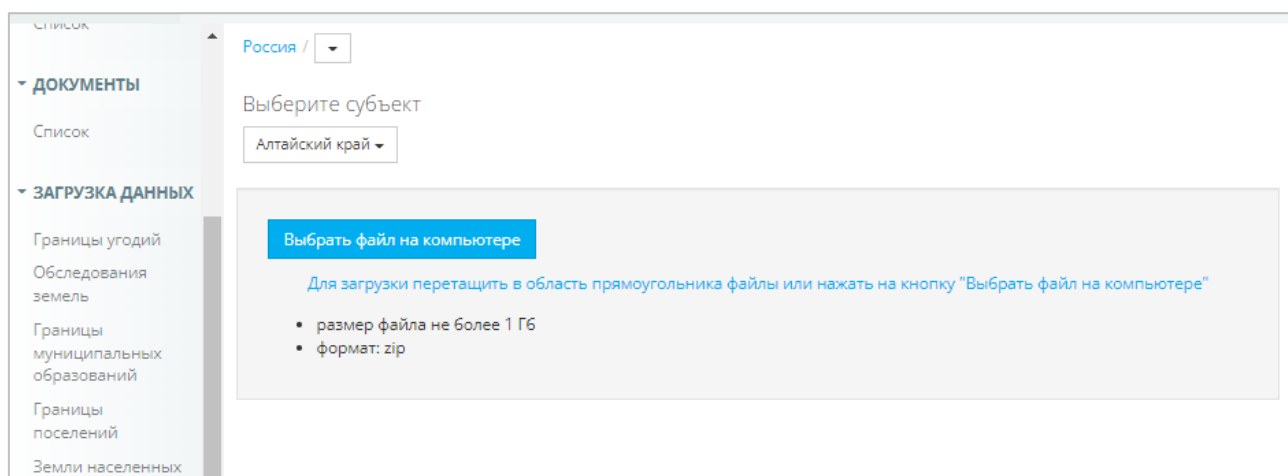 Список
ДОКУМЕНТЫ
Список
ЗАГРУЗКА ДАННЫХ
Границы угодий
Обследования
земель
Границы
муниципальных
образований
Границы
поселений
Земли населенных
Россия /
Выберите субъект
Алтайский край
Выбрать файл на компьютере
Для загрузки перетащить в область прямоугольника файлы или нажать на кнопку "Выбрать файл на компьютере"
• размер файла не более 1 Гб
• формат: zip